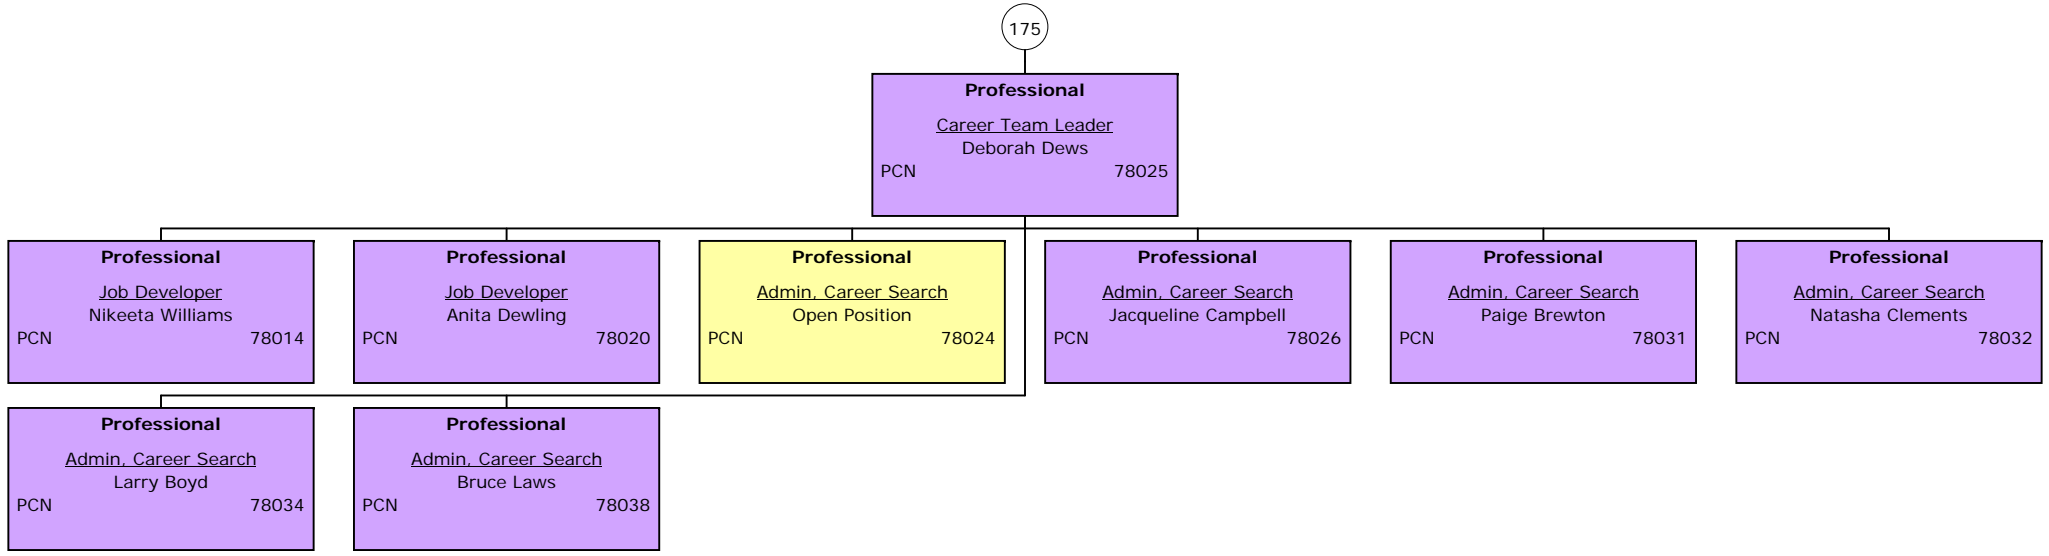 175
Professional
Career Team Leader
Deborah Dews
PCN 78025
Professional
Job Developer
Nikeeta Williams
PCN 78014
Professional
Job Developer
Anita Dewling
PCN 78020
Professional
Admin, Career Search
Open Position
PCN 78024
Professional
Admin, Career Search
Jacqueline Campbell
PCN 78026
Professional
Admin, Career Search
Paige Brewton
PCN 78031
Professional
Admin, Career Search
Natasha Clements
PCN 78032
Professional
Admin, Career Search
Larry Boyd
PCN 78034
Professional
Admin, Career Search
Bruce Laws
PCN 78038